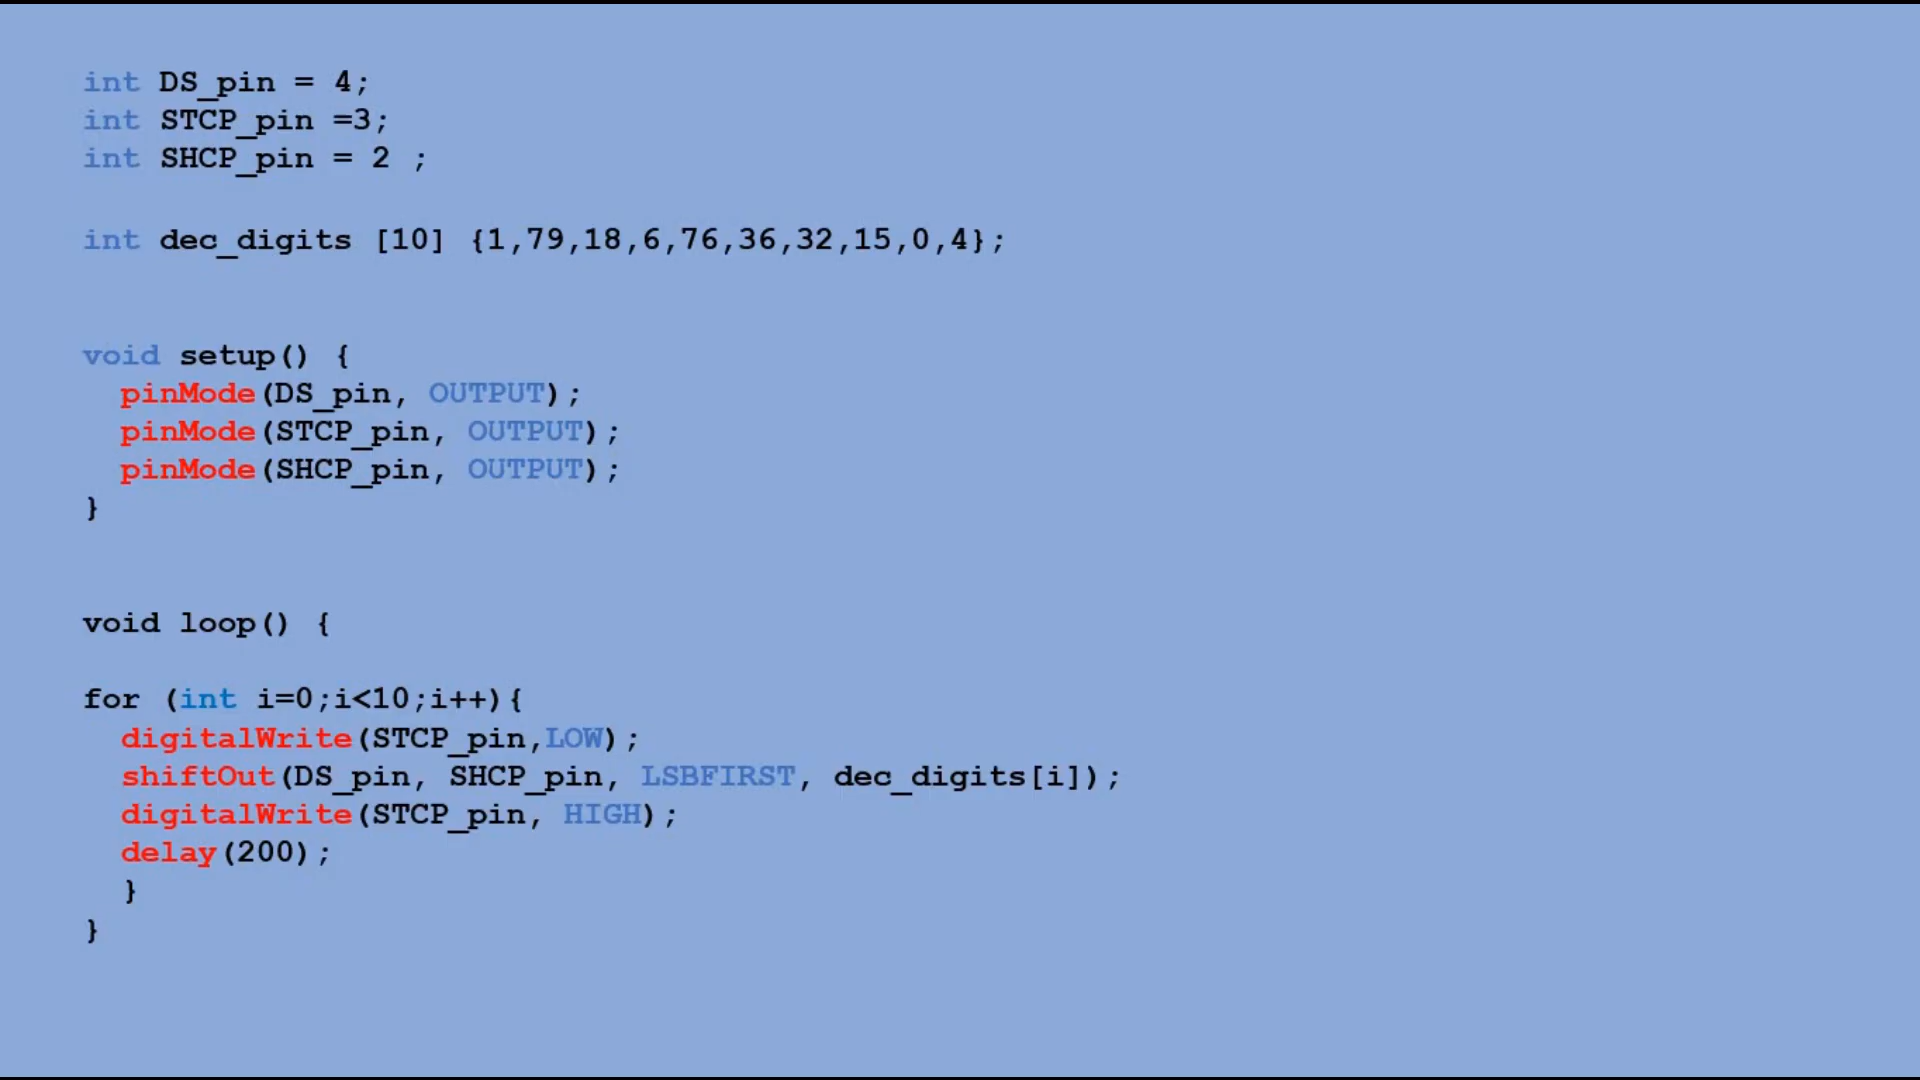 int DS_pin = 4;
int STCP_pin =3;
int SHCP_pin = 2 ;
int dec_digits [10] {1,79,18,6,76,36,32,15,0,4};
void setup() {
pinMode(DS_pin, OUTPUT);
pinMode(STCP_pin, OUTPUT);
pinMode(SHCP_pin, OUTPUT);
}
void loop() {
for (int i=0;i<10;i++){
digitalWrite(STCP_pin,LOW);
shiftOut(DS_pin, SHCP_pin, LSBFIRST, dec_digits[i]);
digitalWrite(STCP_pin, HIGH);
delay(200);
}
}